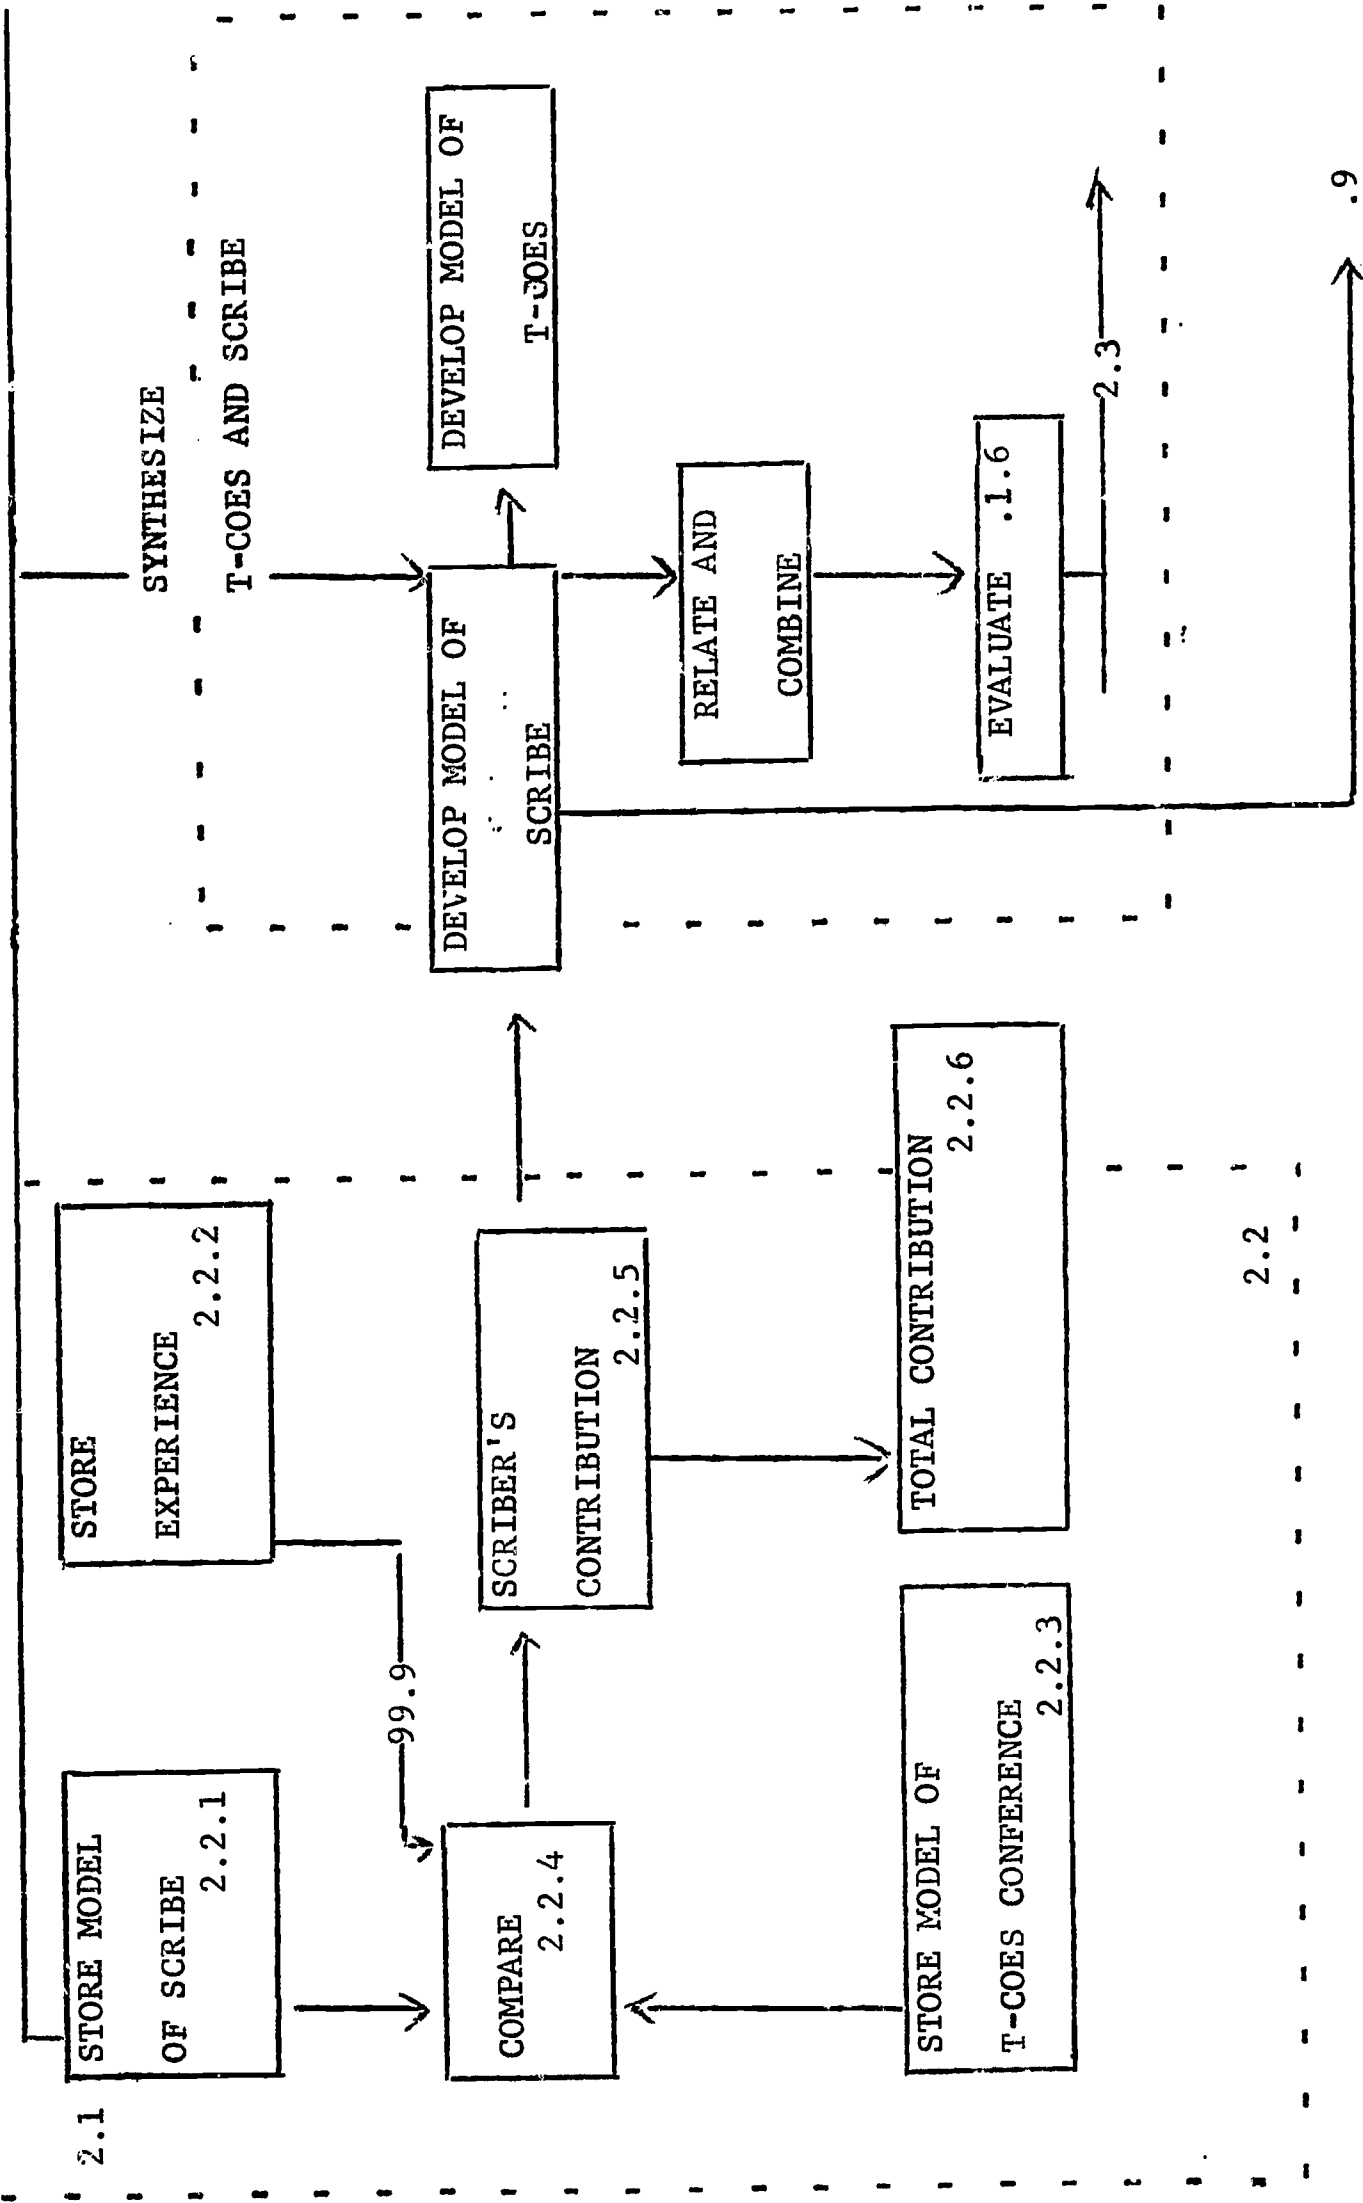 2.1
STORE MODEL
OF SCRIBE
2.2.1
STORE
EXPERIENCE
2.2.2
99.9
COMPARE
2.2.4
SCRIBER'S
CONTRIBUTION
2.2.5
STORE MODEL OF
T-COES CONFERENCE
2.2.3
TOTAL CONTRIBUTION
2.2.6
2.2
SYNTHESIZE
T-COES AND SCRIBE
DEVELOP MODEL OF
SCRIBE
DEVELOP MODEL OF
T-COES
RELATE AND
COMBINE
EVALUATE .1.6
2.3
.9